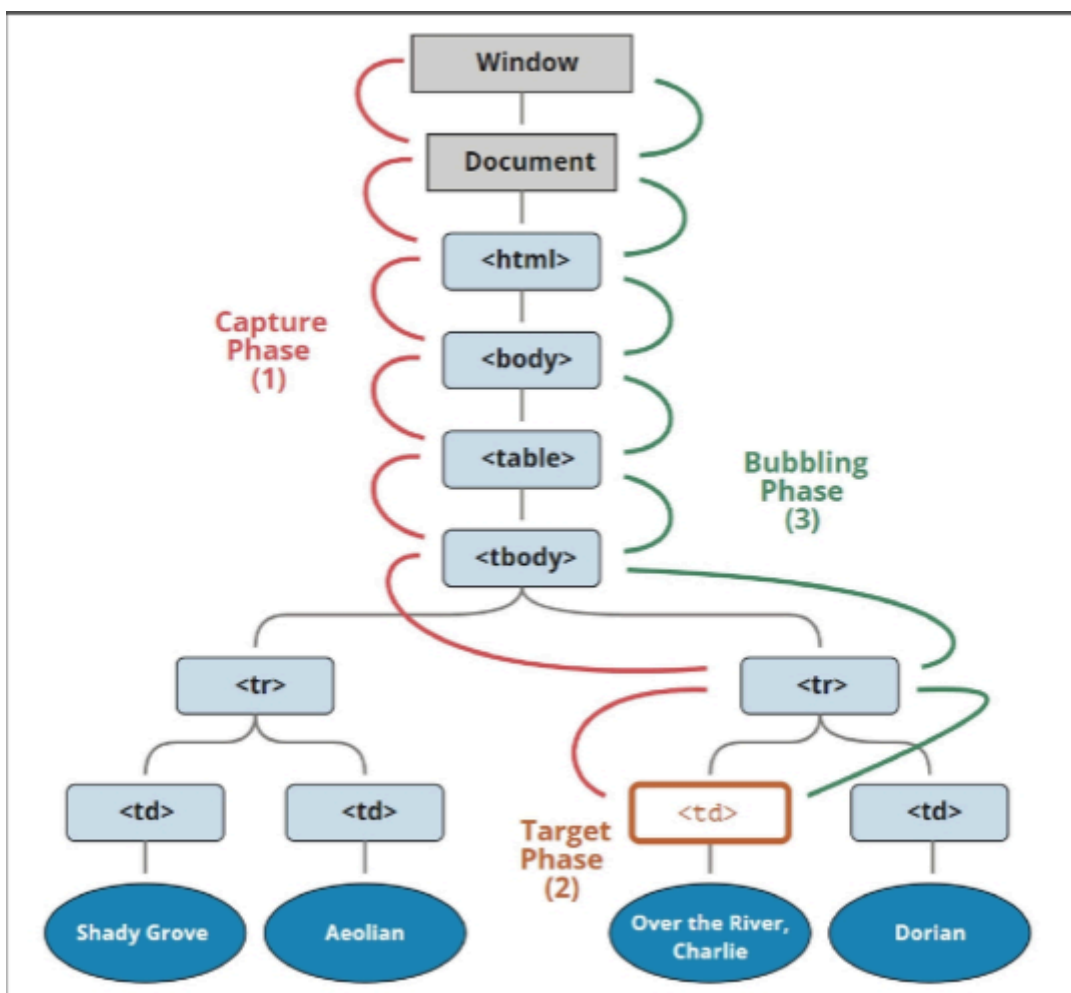 Window
Document
<html>
Capture
Phase
(1)
<body>
<table>
Bubbling
Phase
(3)
<tbody>
<tr>
<tr>
<td>
<td>
<td>
<td>
Target
Phase
(2)
Shady Grove
Aeolian
Over the River,
Charlie
Dorian